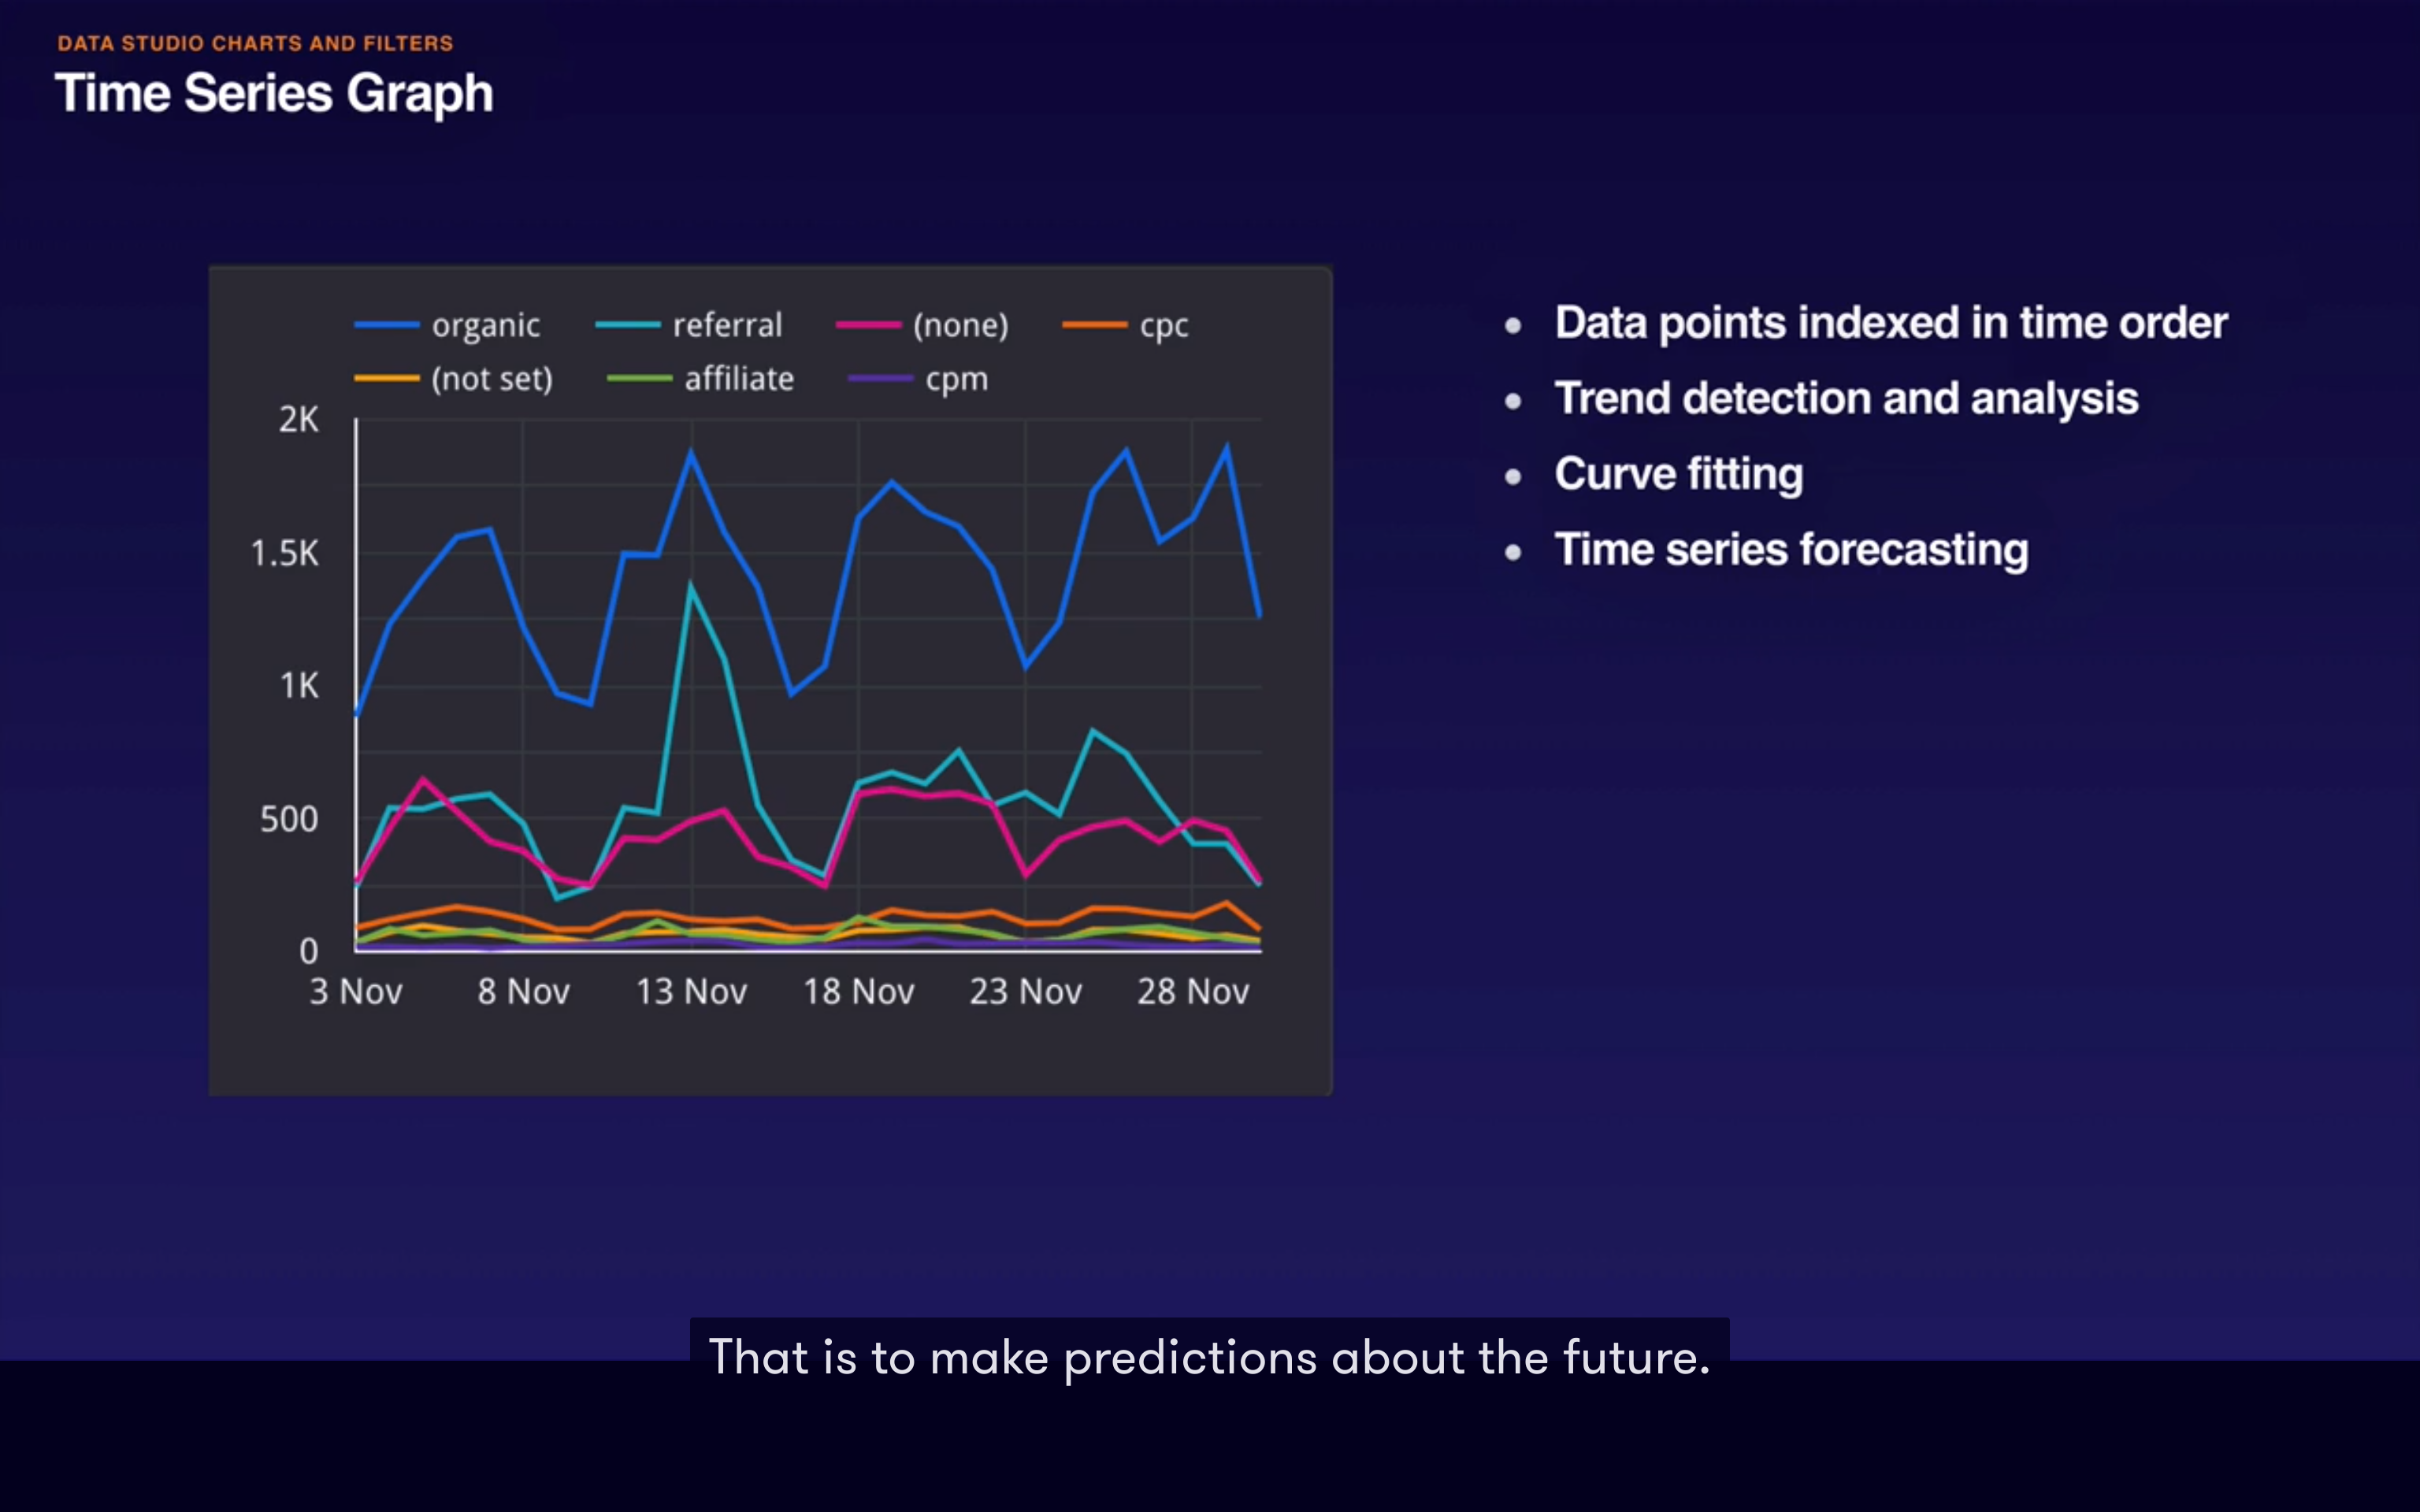 DATA STUDIO CHARTS AND FILTERS
Time Series Graph
organic referral (none) cpc
(not set) affiliate cpm
2K
1.5K
1K
500
0
3 Nov 8 Nov 13 Nov 18 Nov 23 Nov 28 Nov
• Data points indexed in time order
• Trend detection and analysis
• Curve fitting
• Time series forecasting
That is to make predictions about the future.